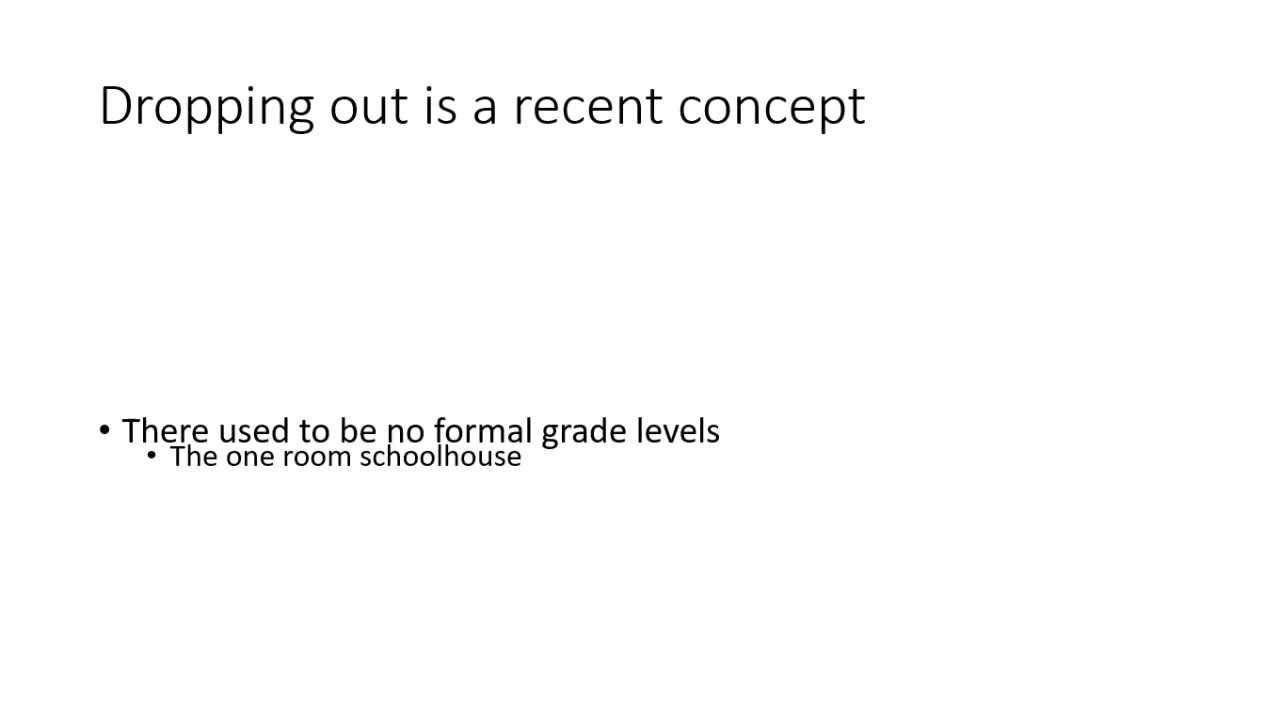 Dropping out is a recent concept
• There used to be no formal grade levels
• The one room schoolhouse